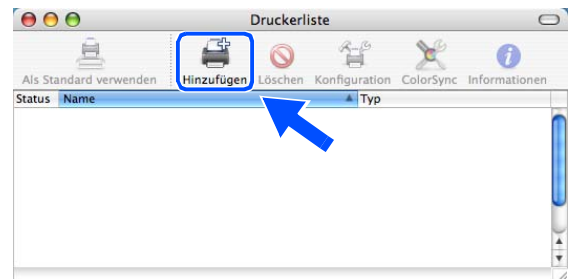 Druckerliste
Als Standard verwenden Hinzufügen Löschen Konfiguration ColorSync Informationen
Status Name Typ